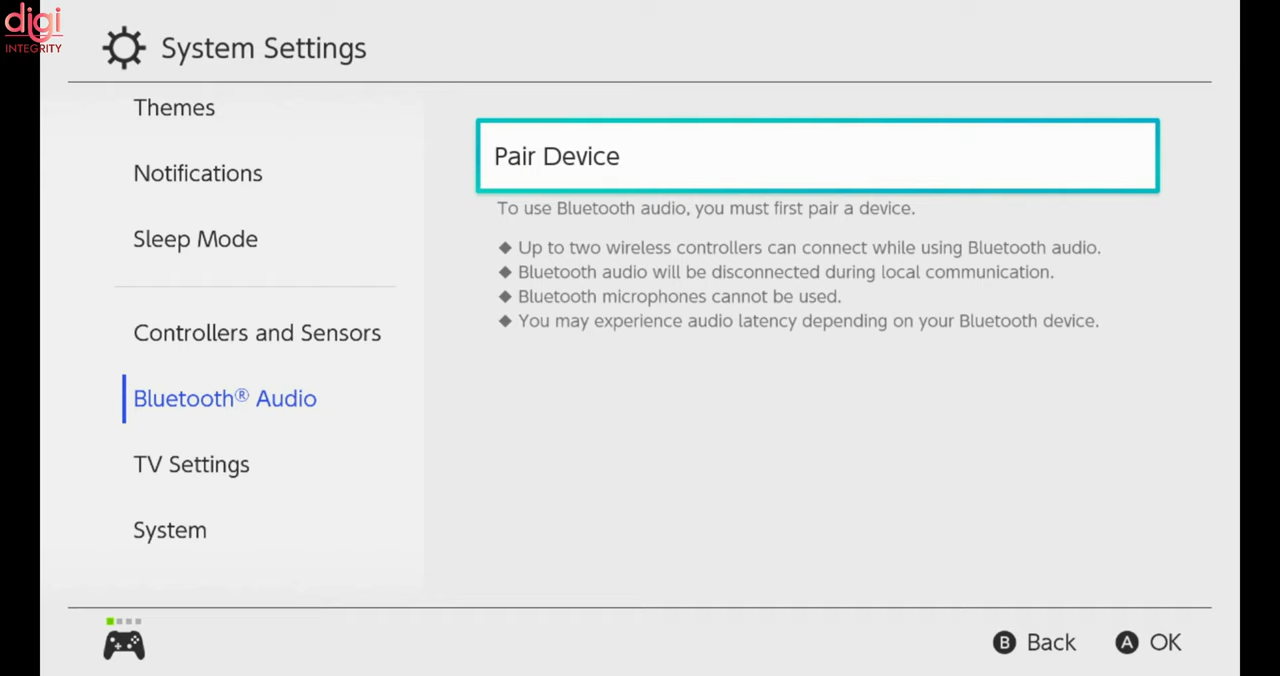 digi
INTEGRITY
System Settings
Themes
Notifications
Sleep Mode
Controllers and Sensors
Bluetooth® Audio
TV Settings
System
Pair Device
To use Bluetooth audio, you must first pair a device.
◆ Up to two wireless controllers can connect while using Bluetooth audio.
◆ Bluetooth audio will be disconnected during local communication.
◆ Bluetooth microphones cannot be used.
◆ You may experience audio latency depending on your Bluetooth device.
B Back A OK